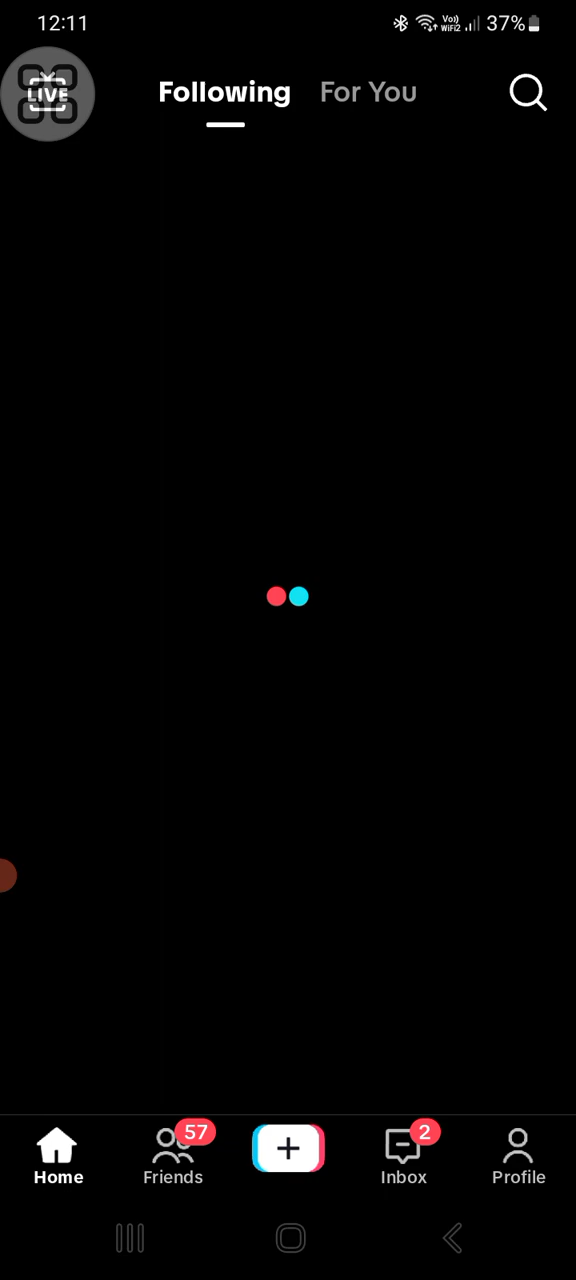 12:11
Vo)) WiFi2 37%
LIVE
Following For You
57
2
Home Friends Inbox Profile